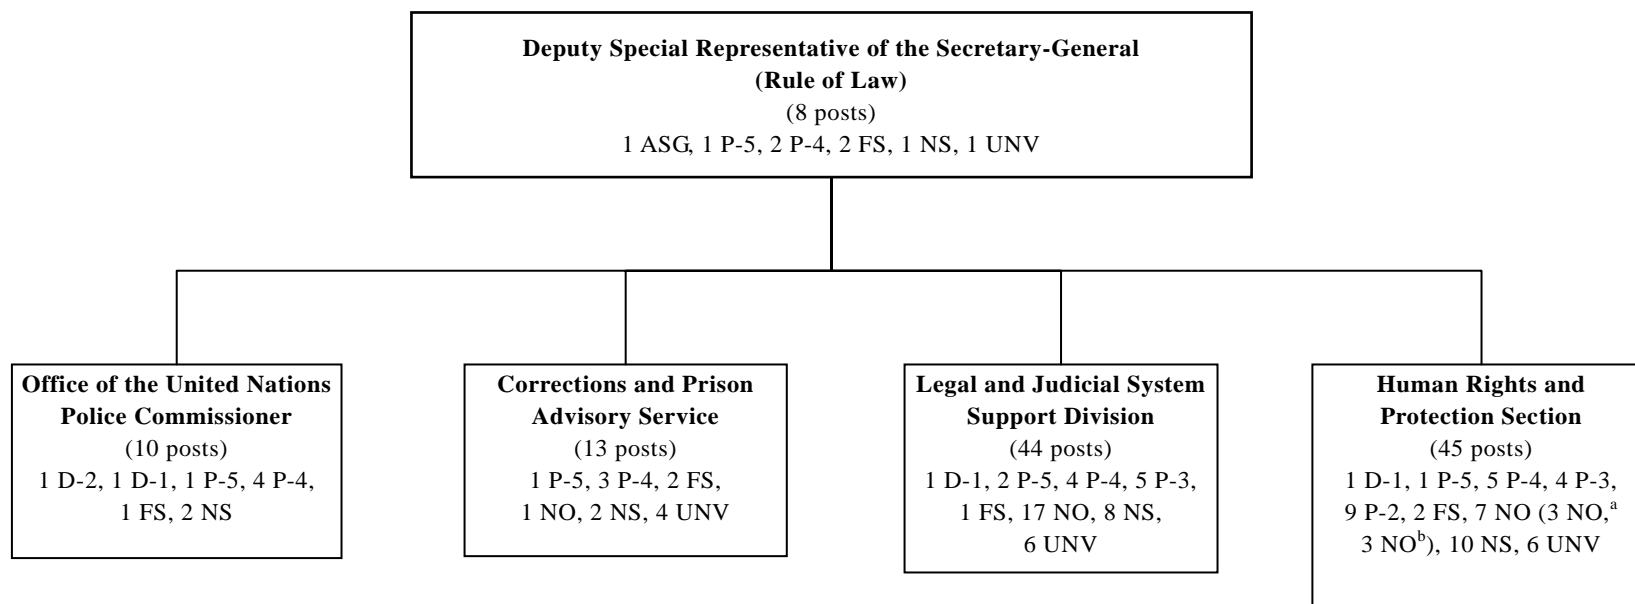 Deputy Special Representative of the Secretary-General
(Rule of Law)
(8 posts)
1 ASG, 1 P-5, 2 P-4, 2 FS, 1 NS, 1 UNV
Office of the United Nations
Police Commissioner
(10 posts)
1 D-2, 1 D-1, 1 P-5, 4 P-4,
1 FS, 2 NS
Corrections and Prison
Advisory Service
(13 posts)
1 P-5, 3 P-4, 2 FS,
1 NO, 2 NS, 4 UNV
Legal and Judicial System
Support Division
(44 posts)
1 D-1, 2 P-5, 4 P-4, 5 P-3,
1 FS, 17 NO, 8 NS,
6 UNV
Human Rights and
Protection Section
(45 posts)
1 D-1, 1 P-5, 5 P-4, 4 P-3,
9 P-2, 2 FS, 7 NO (3 NO,a
3 NOb), 10 NS, 6 UNV